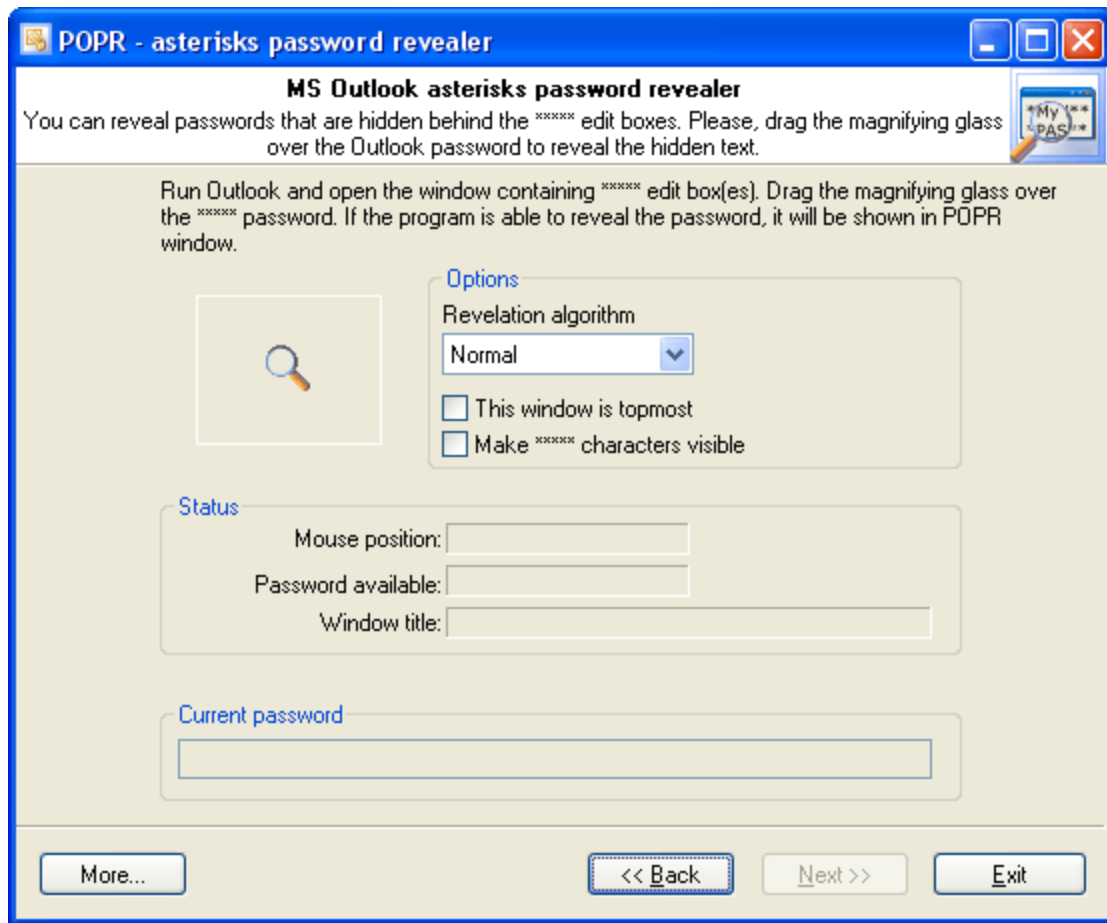 POPR - asterisks password revealer
MS Outlook asterisks password revealer
You can reveal passwords that are hidden behind the ***** edit boxes. Please, drag the magnifying glass
over the Outlook password to reveal the hidden text.
*My **
*PAS**
Run Outlook and open the window containing ***** edit box(es). Drag the magnifying glass over
the ***** password. If the program is able to reveal the password, it will be shown in POPR
window.
Options
Revelation algorithm
Normal
This window is topmost
Make ***** characters visible
Status
Mouse position:
Password available:
Window title:
Current password
More...
<< Back
Next >>
Exit